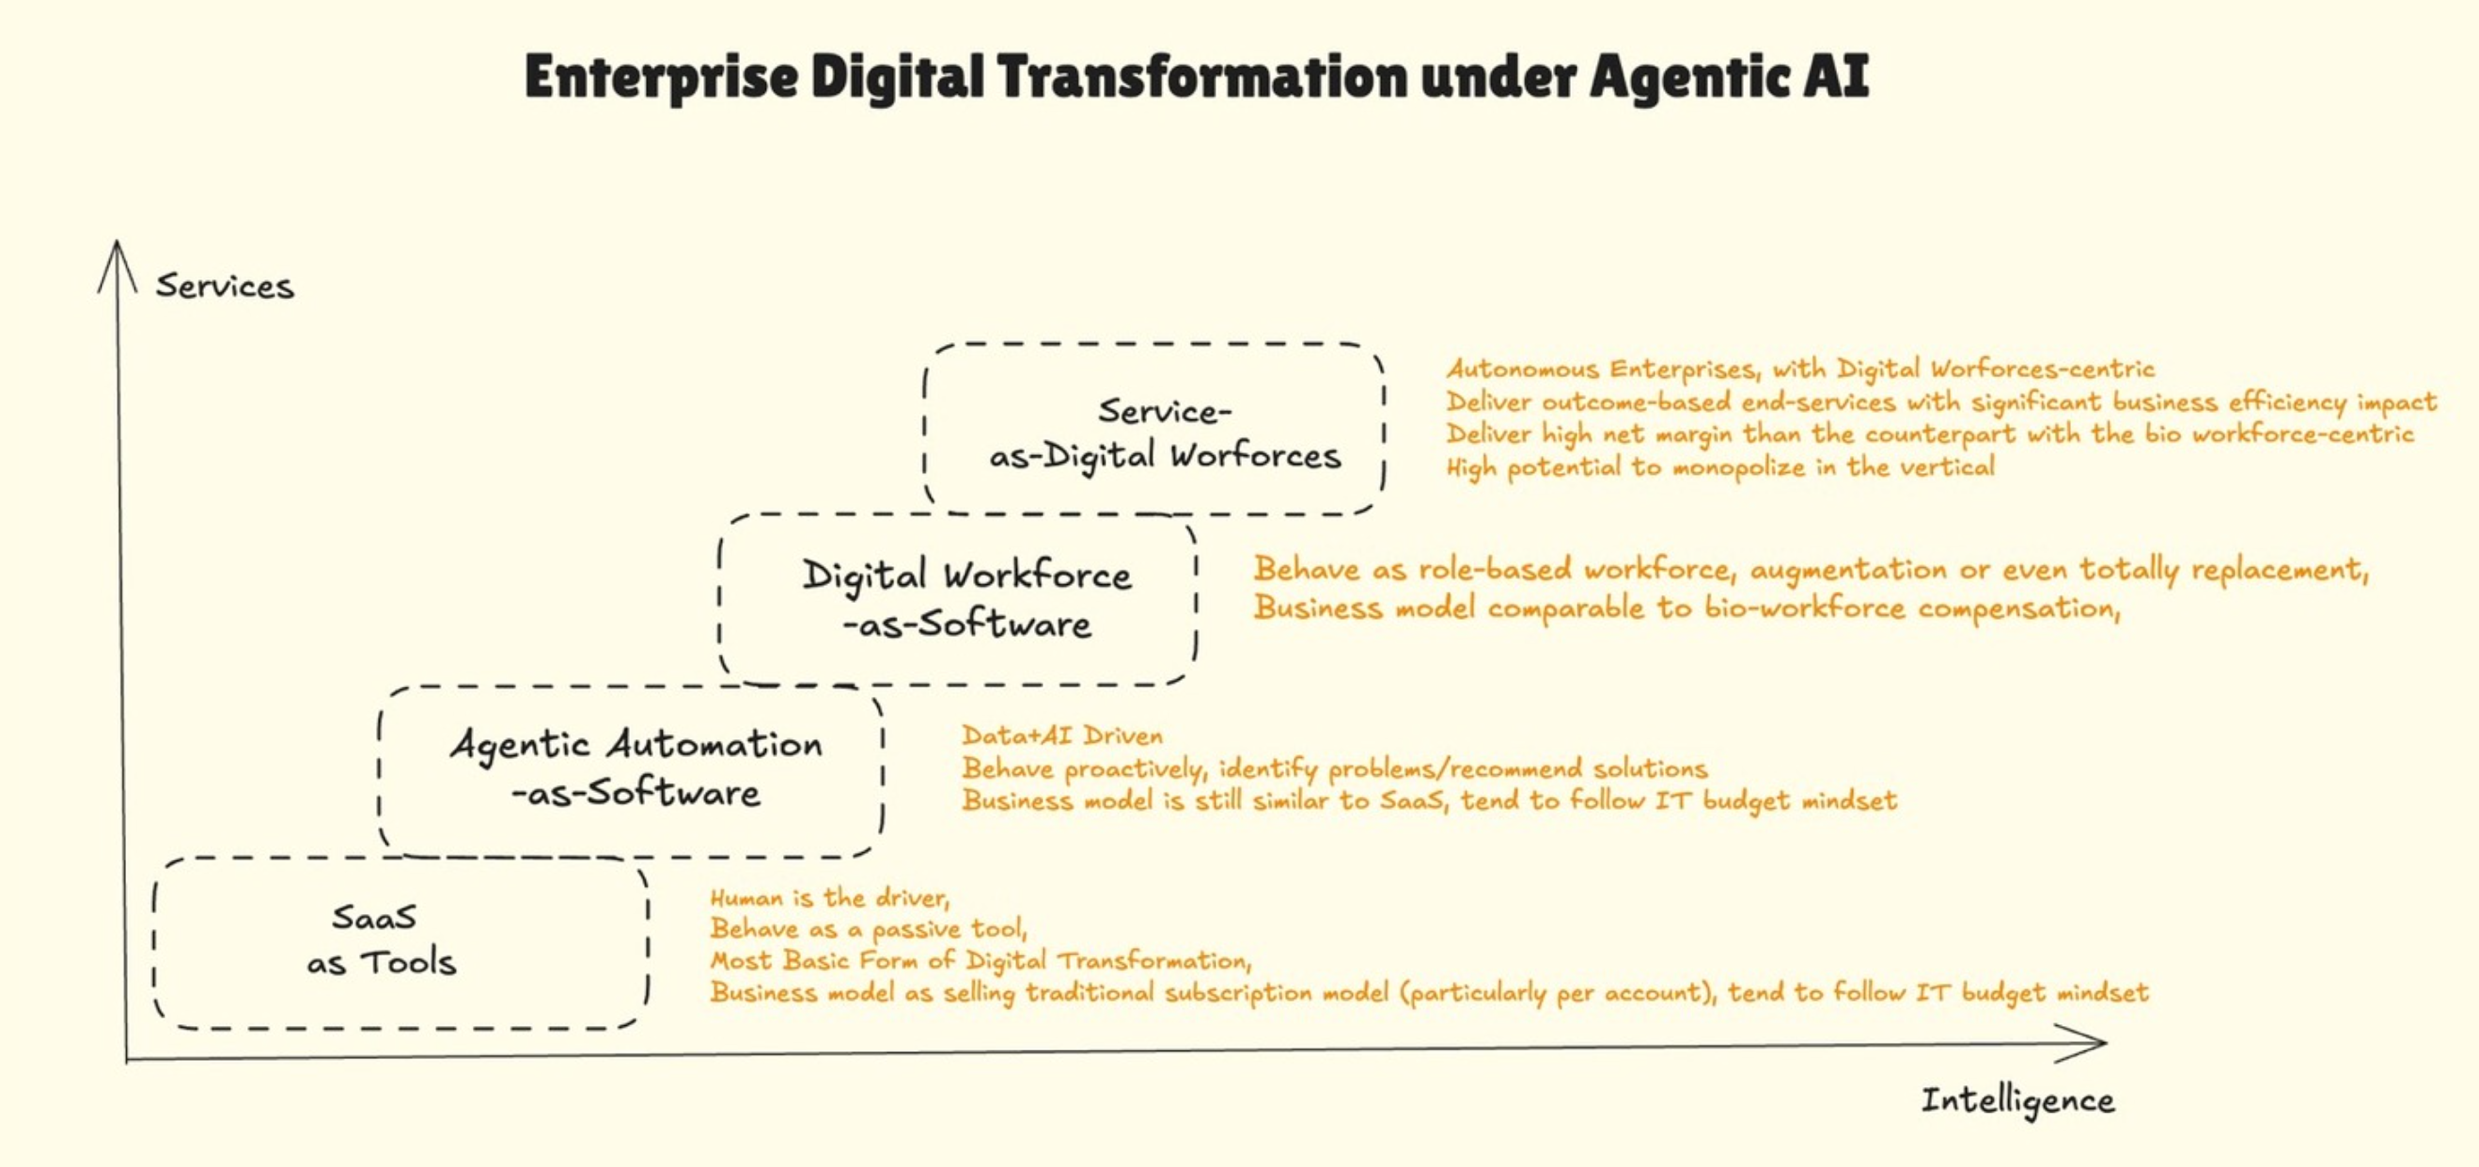 Enterprise Digital Transformation under Agentic AI
Services
Service-
as-Digital Worforces
Autonomous Enterprises, with Digital Worforces-centric
Deliver outcome-based end-services with significant business efficiency impact
Deliver high net margin than the counterpart with the bio workforce-centric
High potential to monopolize in the vertical
Digital Workforce
-as-Software
Behave as role-based workforce, augmentation or even totally replacement,
Business model comparable to bio-workforce compensation,
Agentic Automation
-as-Software
Data+AI Driven
Behave proactively, identify problems/recommend solutions
Business model is still similar to SaaS, tend to follow IT budget mindset
SaaS
as Tools
Human is the driver,
Behave as a passive tool,
Most Basic Form of Digital Transformation,
Business model as selling traditional subscription model (particularly per account), tend to follow IT budget mindset
Intelligence